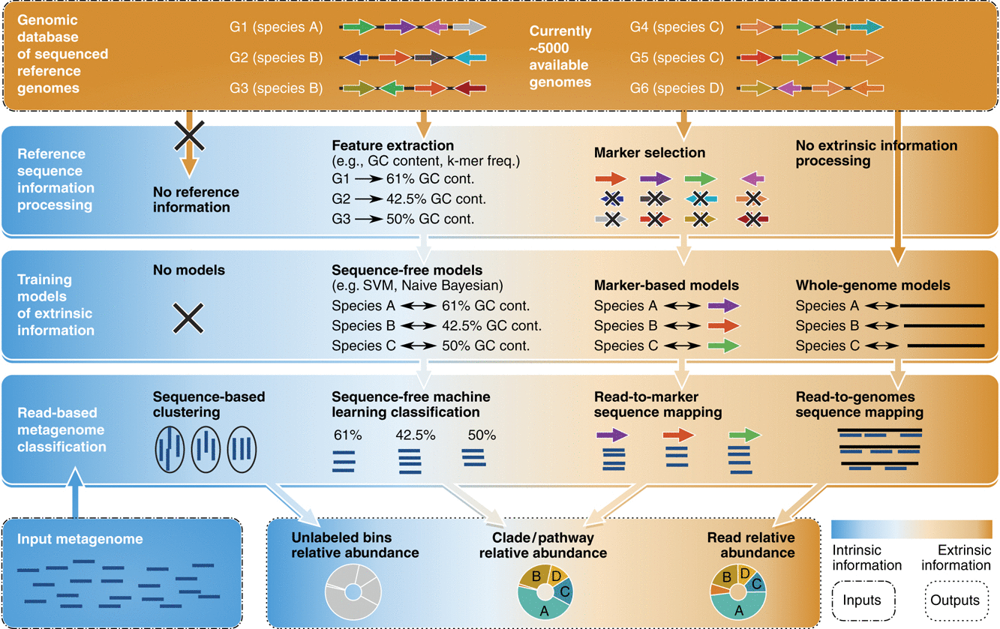 Genomic
database
of sequenced
reference
genomes
G1 (species A)
G2 (species B)
G3 (species B)
Currently
~5000
available
genomes
G4 (species C)
G5 (species C)
G6 (species D)
Reference
sequence
information
processing
No reference
information
Feature extraction
(e.g., GC content, k-mer freq.)
G1 61% GC cont.
G2 42.5% GC cont.
G3 50% GC cont.
Marker selection
No extrinsic information
processing
Training
models
of extrinsic
information
No models
Sequence-free models
(e.g. SVM, Naive Bayesian)
Species A 61% GC cont.
Species B 42.5% GC cont.
Species C 50% GC cont.
Marker-based models
Species A
Species B
Species C
Whole-genome models
Species A
Species B
Species C
Read-based
metagenome
classification
Sequence-based
clustering
Sequence-free machine
learning classification
61% 42.5% 50%
Read-to-marker
sequence mapping
Read-to-genomes
sequence mapping
Input metagenome
Unlabeled bins
relative abundance
Clade/pathway
relative abundance
B D
C
A
Read relative
abundance
B D
C
A
Intrinsic
information
Extrinsic
information
Inputs
Outputs